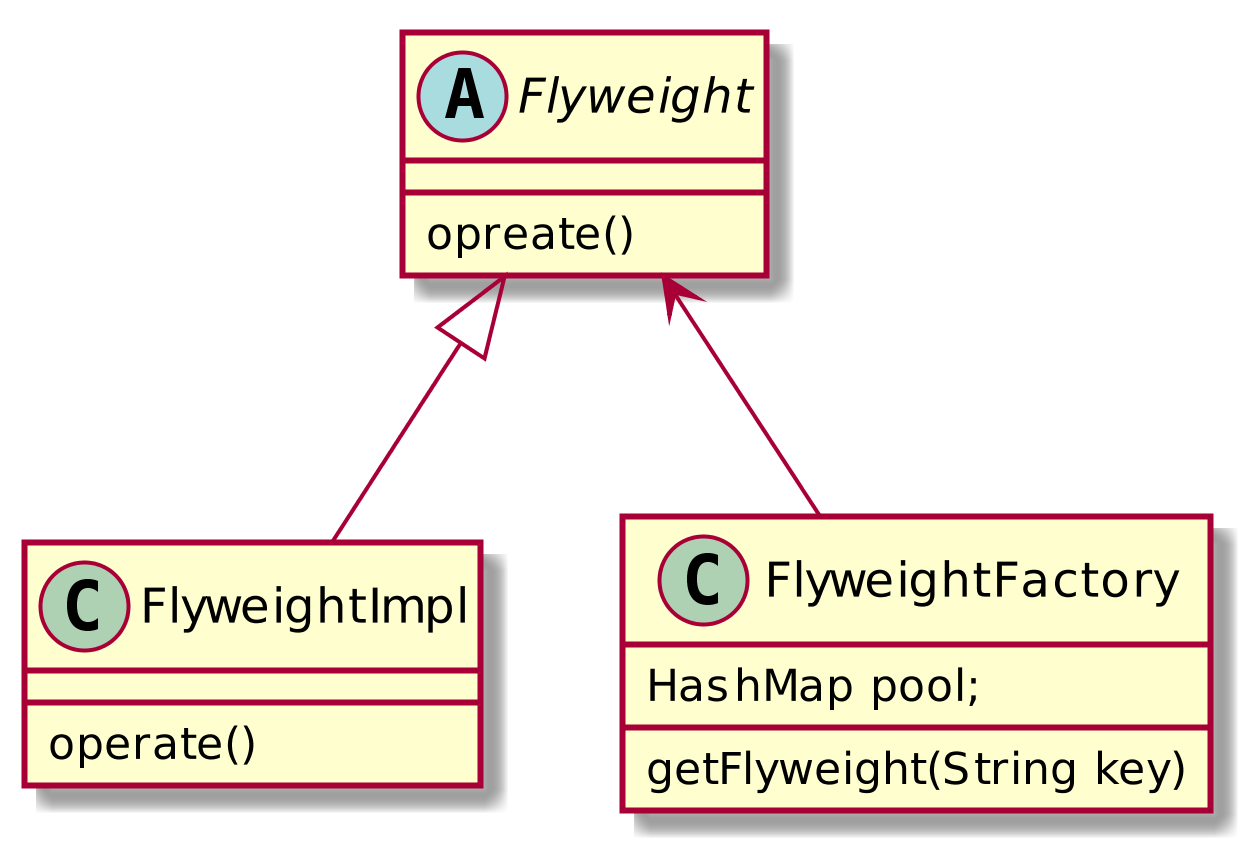 A Flyweight
opreate()
C FlyweightImpl
operate()
C FlyweightFactory
HashMap pool;
getFlyweight(String key)